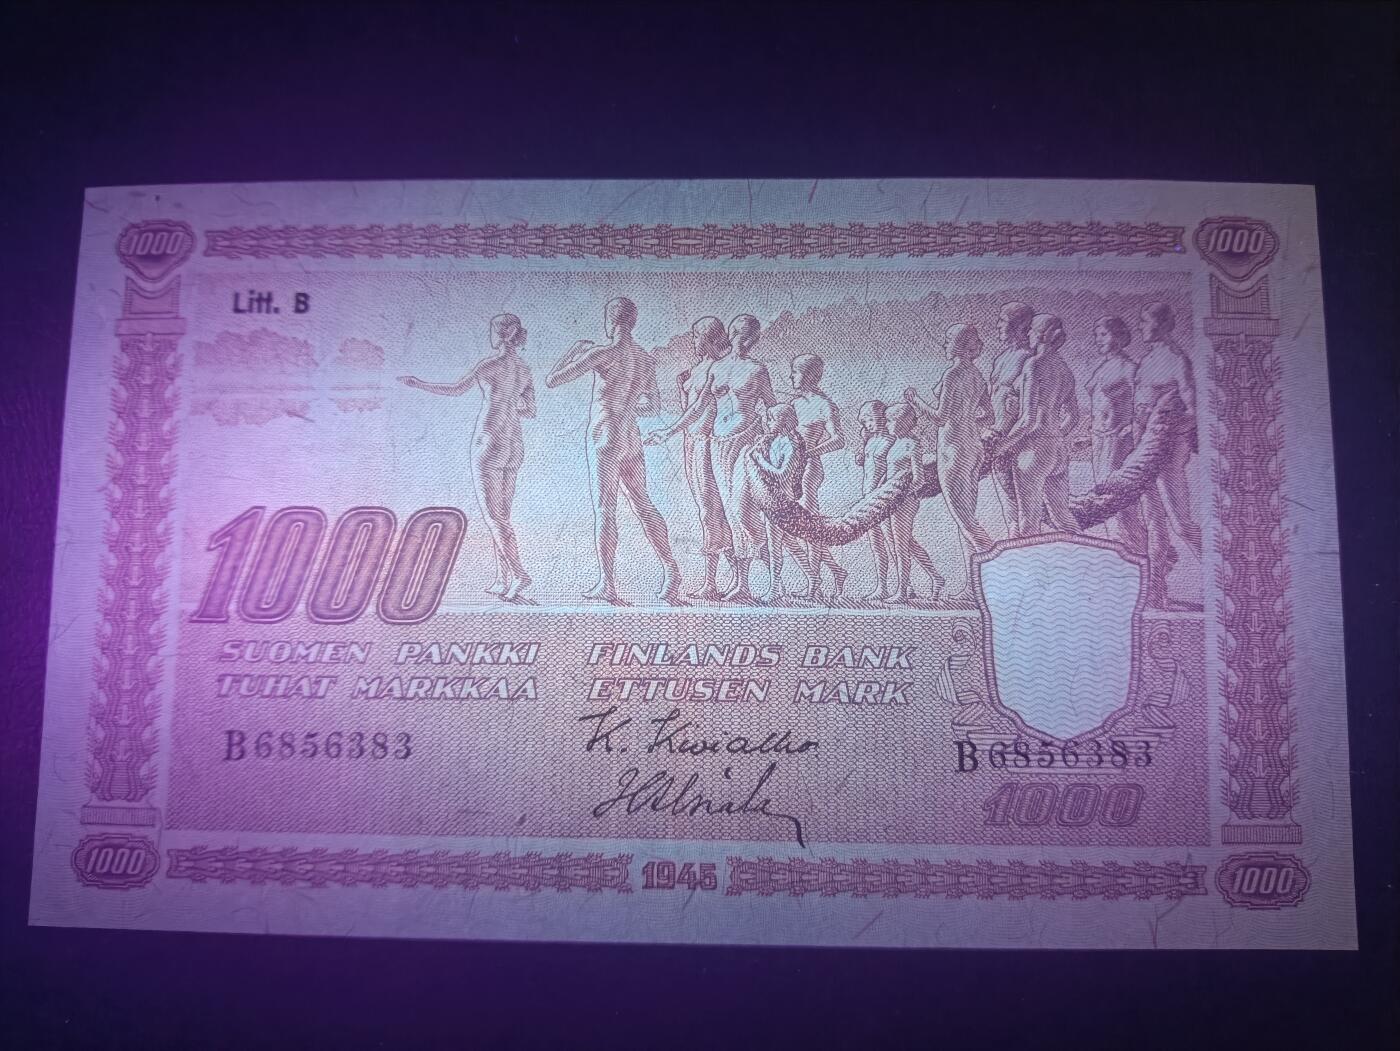 1000 1000
Litt. B
1000
SUOMEN PANKKI FINLANDS BANK
TUHAT MARKKAA ETTUSEN MARK
B6856383 B6856383
1000
1000 1945 1000